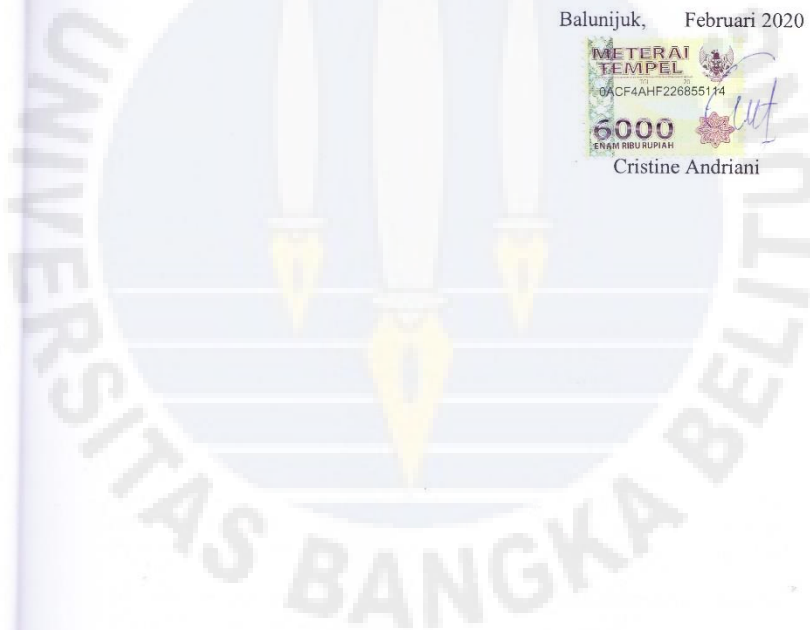 Balunijuk, Februari 2020
METERAI
TEMPEL
0ACF4AHF226855114
6000
ENAM RIBU RUPIAH
Cristine Andriani
UNIVERSITAS BANGKA BELITUNG